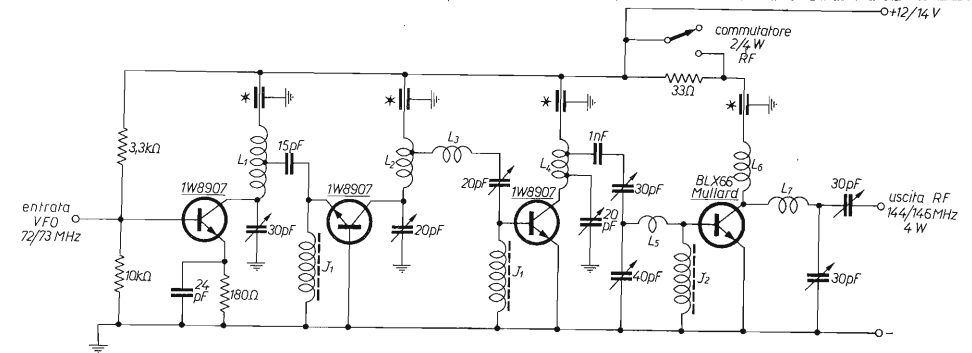 +12/14 V
commutatore
2/4 W
RF
33Ω
*
*
*
*
3,3kΩ
L1
15pF
L2
L3
L4
1nF
L6
1W8907
1W8907
20pF
1W8907
30pF
BLX66
Mullard
L7
30pF
entrata
VFO
72/73 MHz
uscita RF
144/146 MHz
4 W
30pF
20pF
20
pF
L5
10kΩ
24
pF
180Ω
J1
J1
40pF
J2
30pF
−